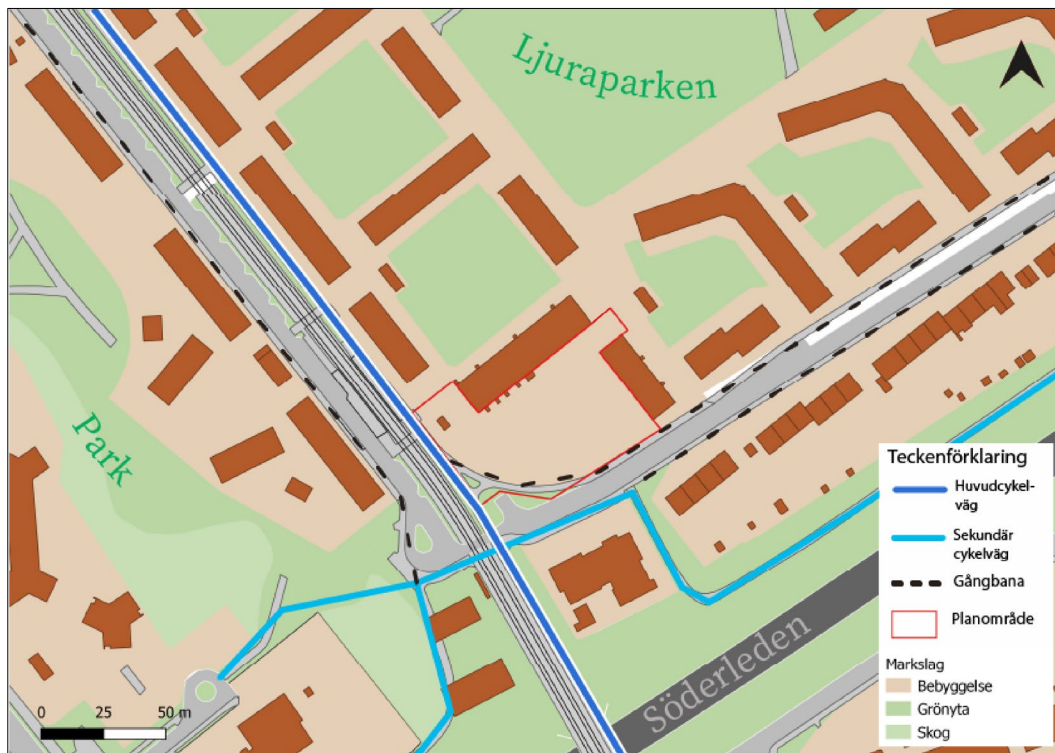 Ljuraparken
Park
Söderleden
Teckenförklaring
Huvudcykel-
väg
Sekundär
cykelväg
Gångbana
Planområde
Markslag
Bebyggelse
Grönyta
Skog
0 25 50 m